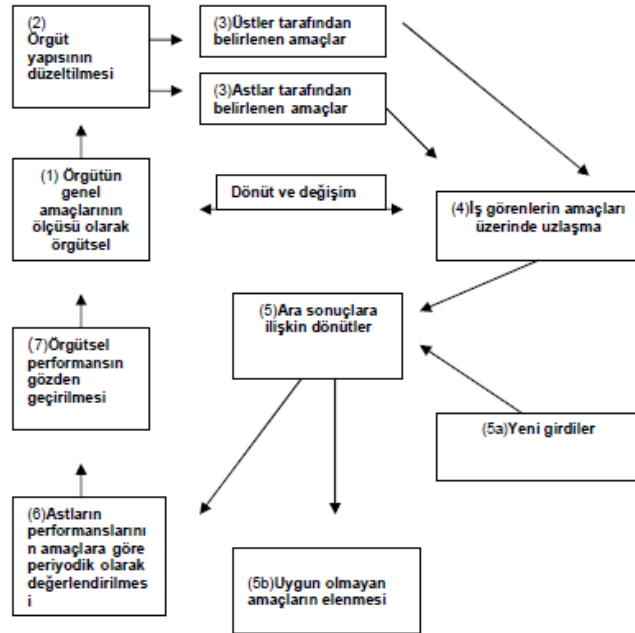 (2)
Örgüt
yapısının
düzeltilmesi
(3)Üstler tarafından
belirlenen amaçlar
(3)Astlar tarafından
belirlenen amaçlar
(1) Örgütün
genel
amaçlarının
ölçüsü olarak
örgütsel
Dönüt ve değişim
(4)İş görenlerin amaçları
üzerinde uzlaşma
(5)Ara sonuçlara
ilişkin dönütler
(7)Örgütsel
performansın
gözden
geçirilmesi
(5a)Yeni girdiler
(6)Astların
performanslarını
n amaçlara göre
periyodik olarak
değerlendirilmes
i
(5b)Uygun olmayan
amaçların elenmesi